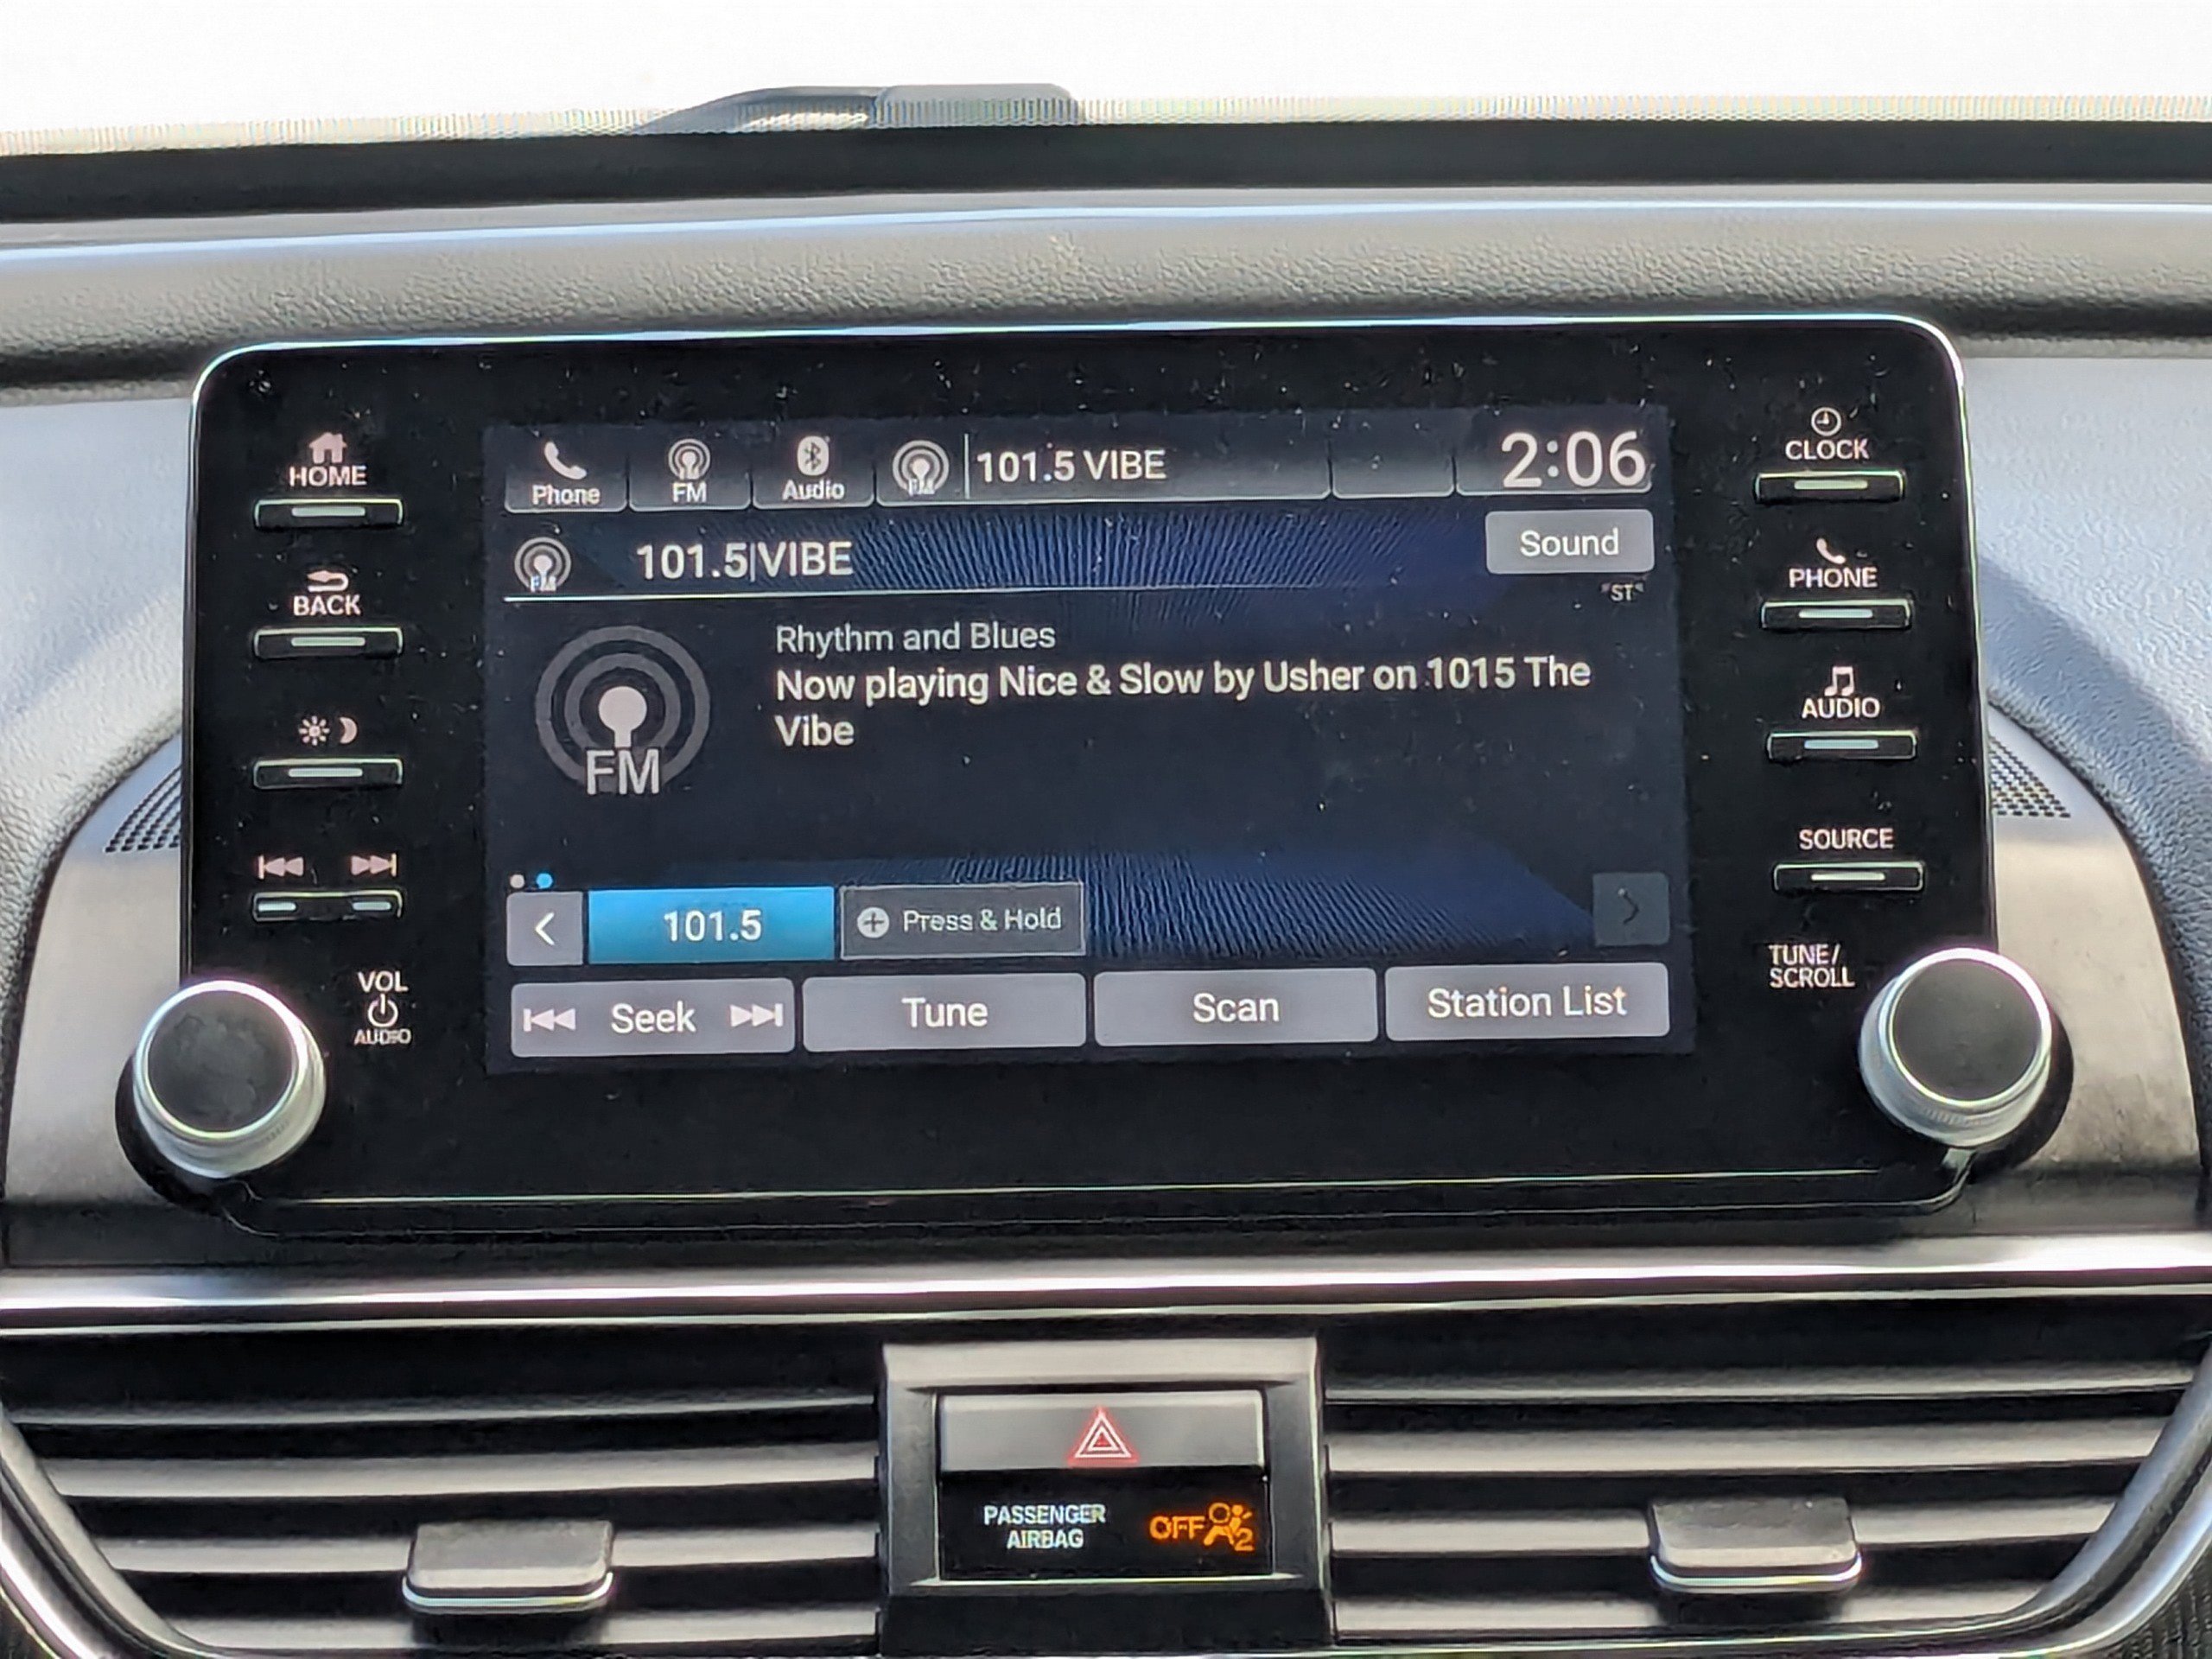 HOME
BACK
VOL
AUDIO
Phone
FM
Audio
FM
101.5 VIBE
2:06
FM
101.5|VIBE
Sound
"ST"
FM
Rhythm and Blues
Now playing Nice & Slow by Usher on 1015 The
Vibe
101.5
Press & Hold
Seek
Tune
Scan
Station List
CLOCK
PHONE
AUDIO
SOURCE
TUNE/
SCROLL
PASSENGER
AIRBAG
OFF
2